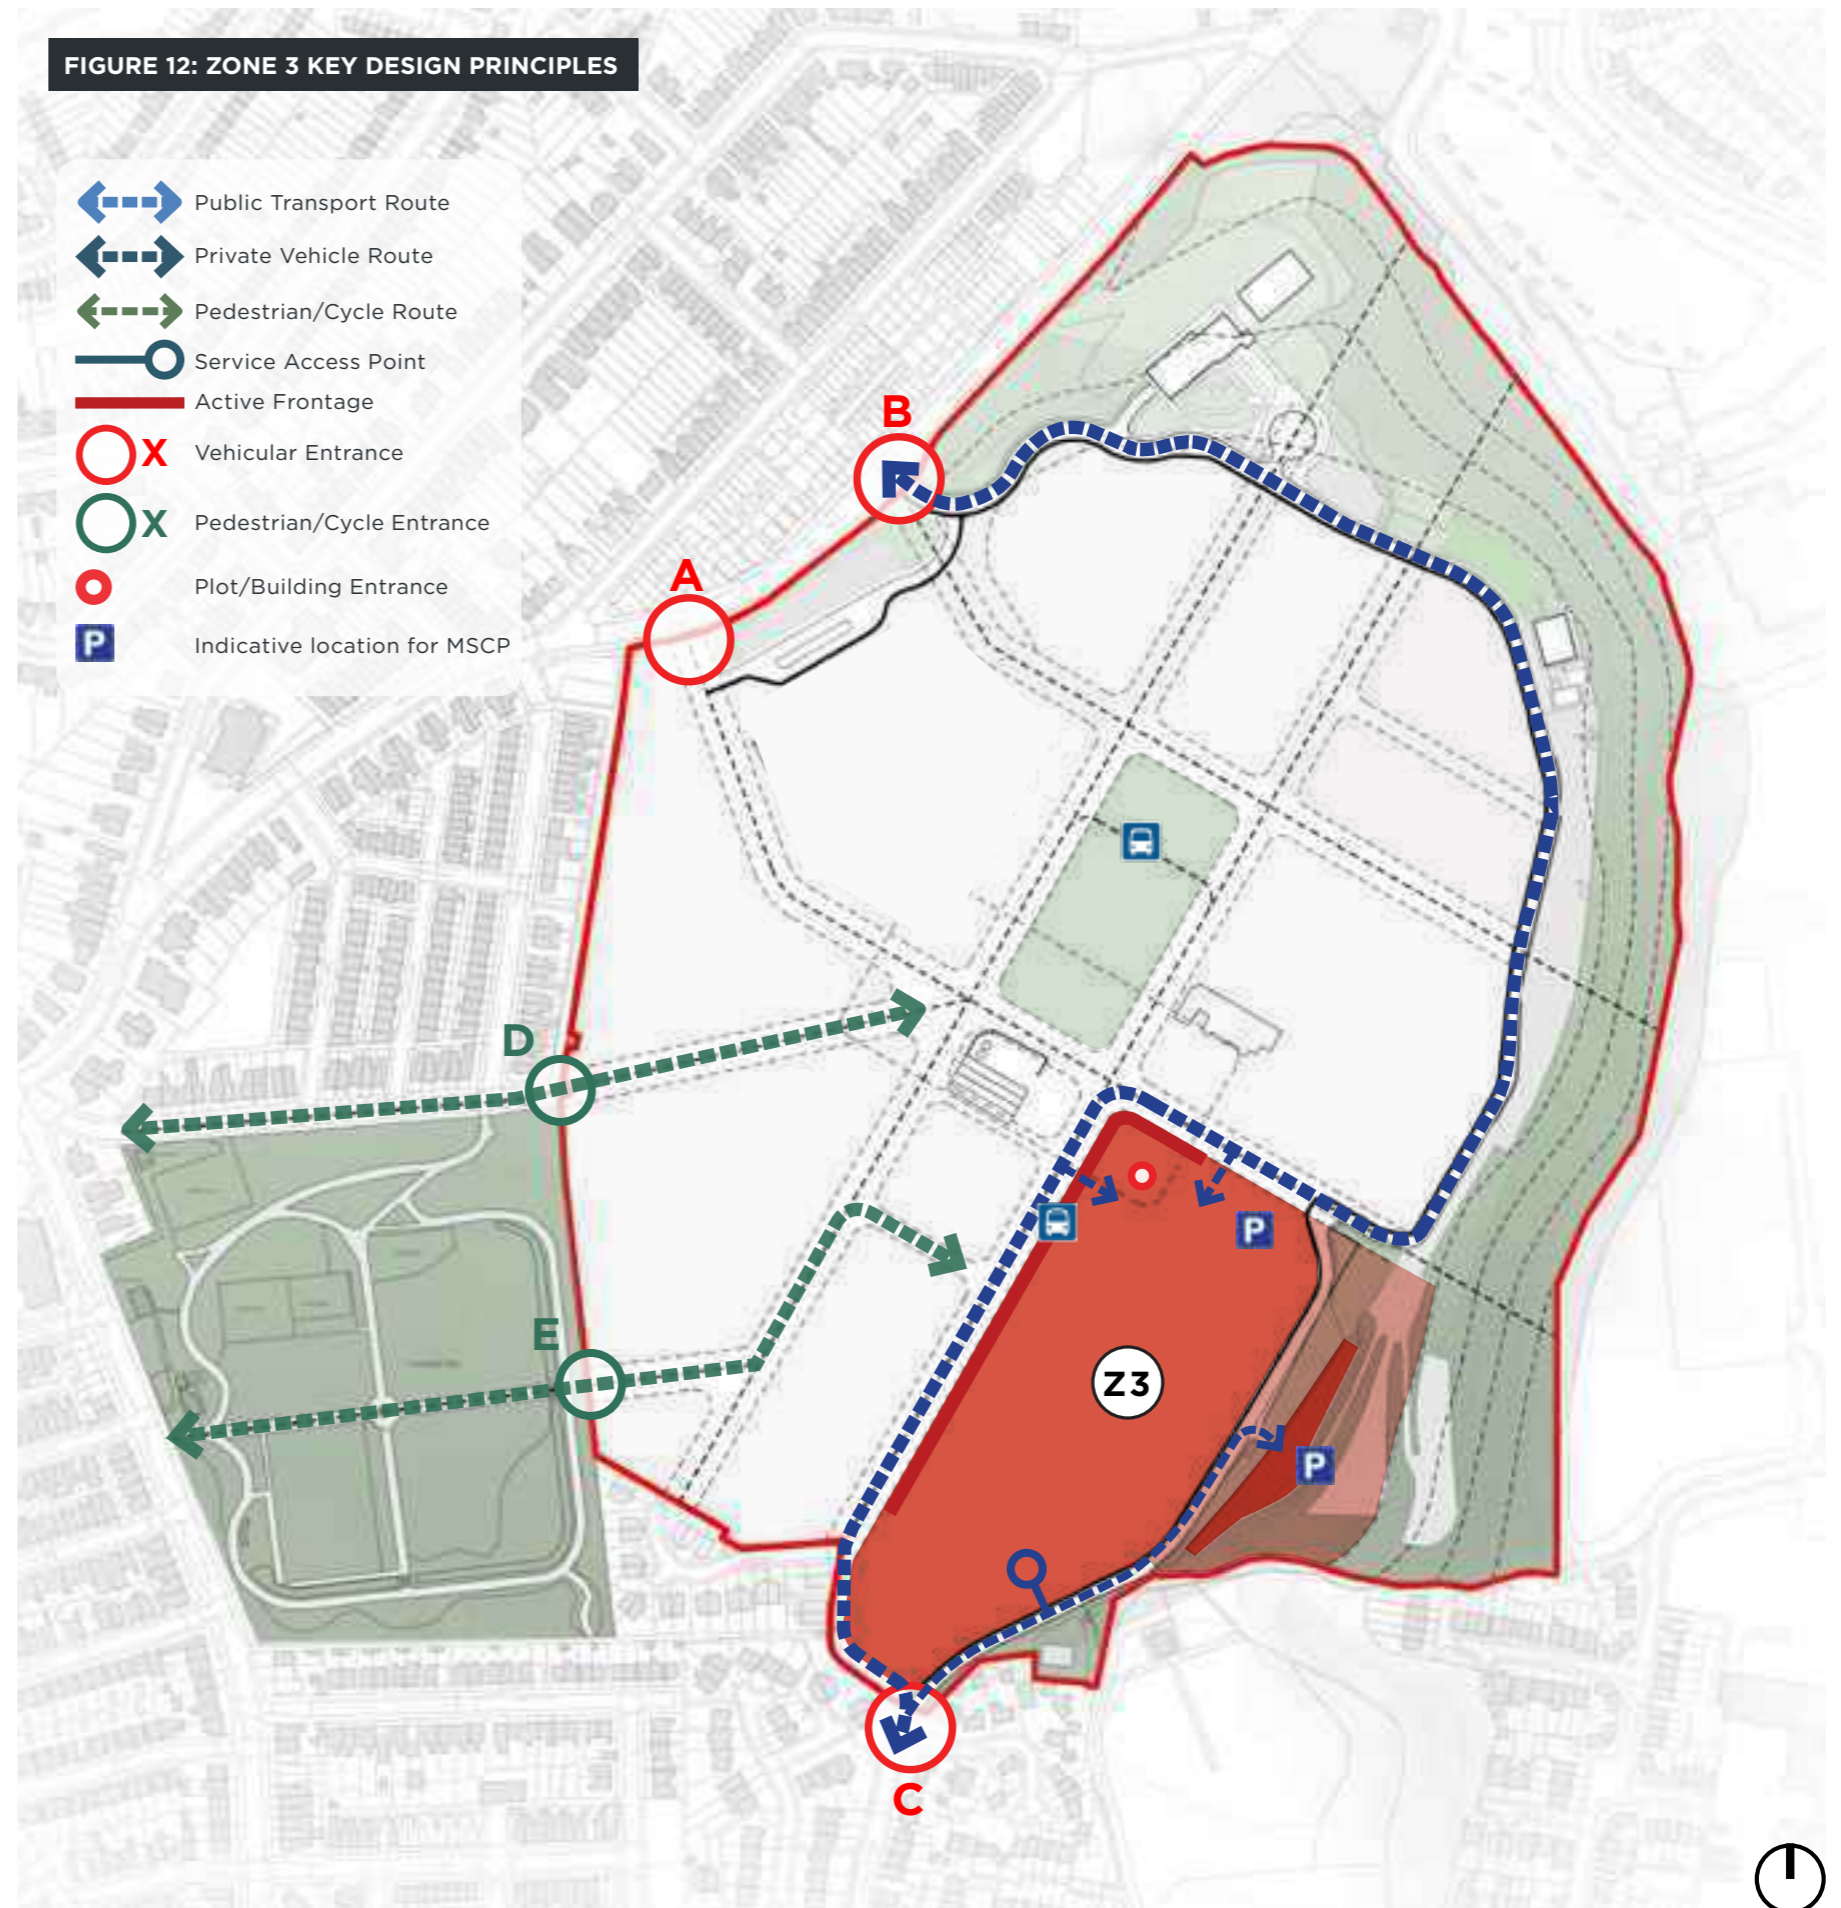 FIGURE 12: ZONE 3 KEY DESIGN PRINCIPLES
Public Transport Route
Private Vehicle Route
Pedestrian/Cycle Route
Service Access Point
Active Frontage
X Vehicular Entrance
X Pedestrian/Cycle Entrance
Plot/Building Entrance
P Indicative location for MSCP
B
A
D
P
E
Z3
P
C